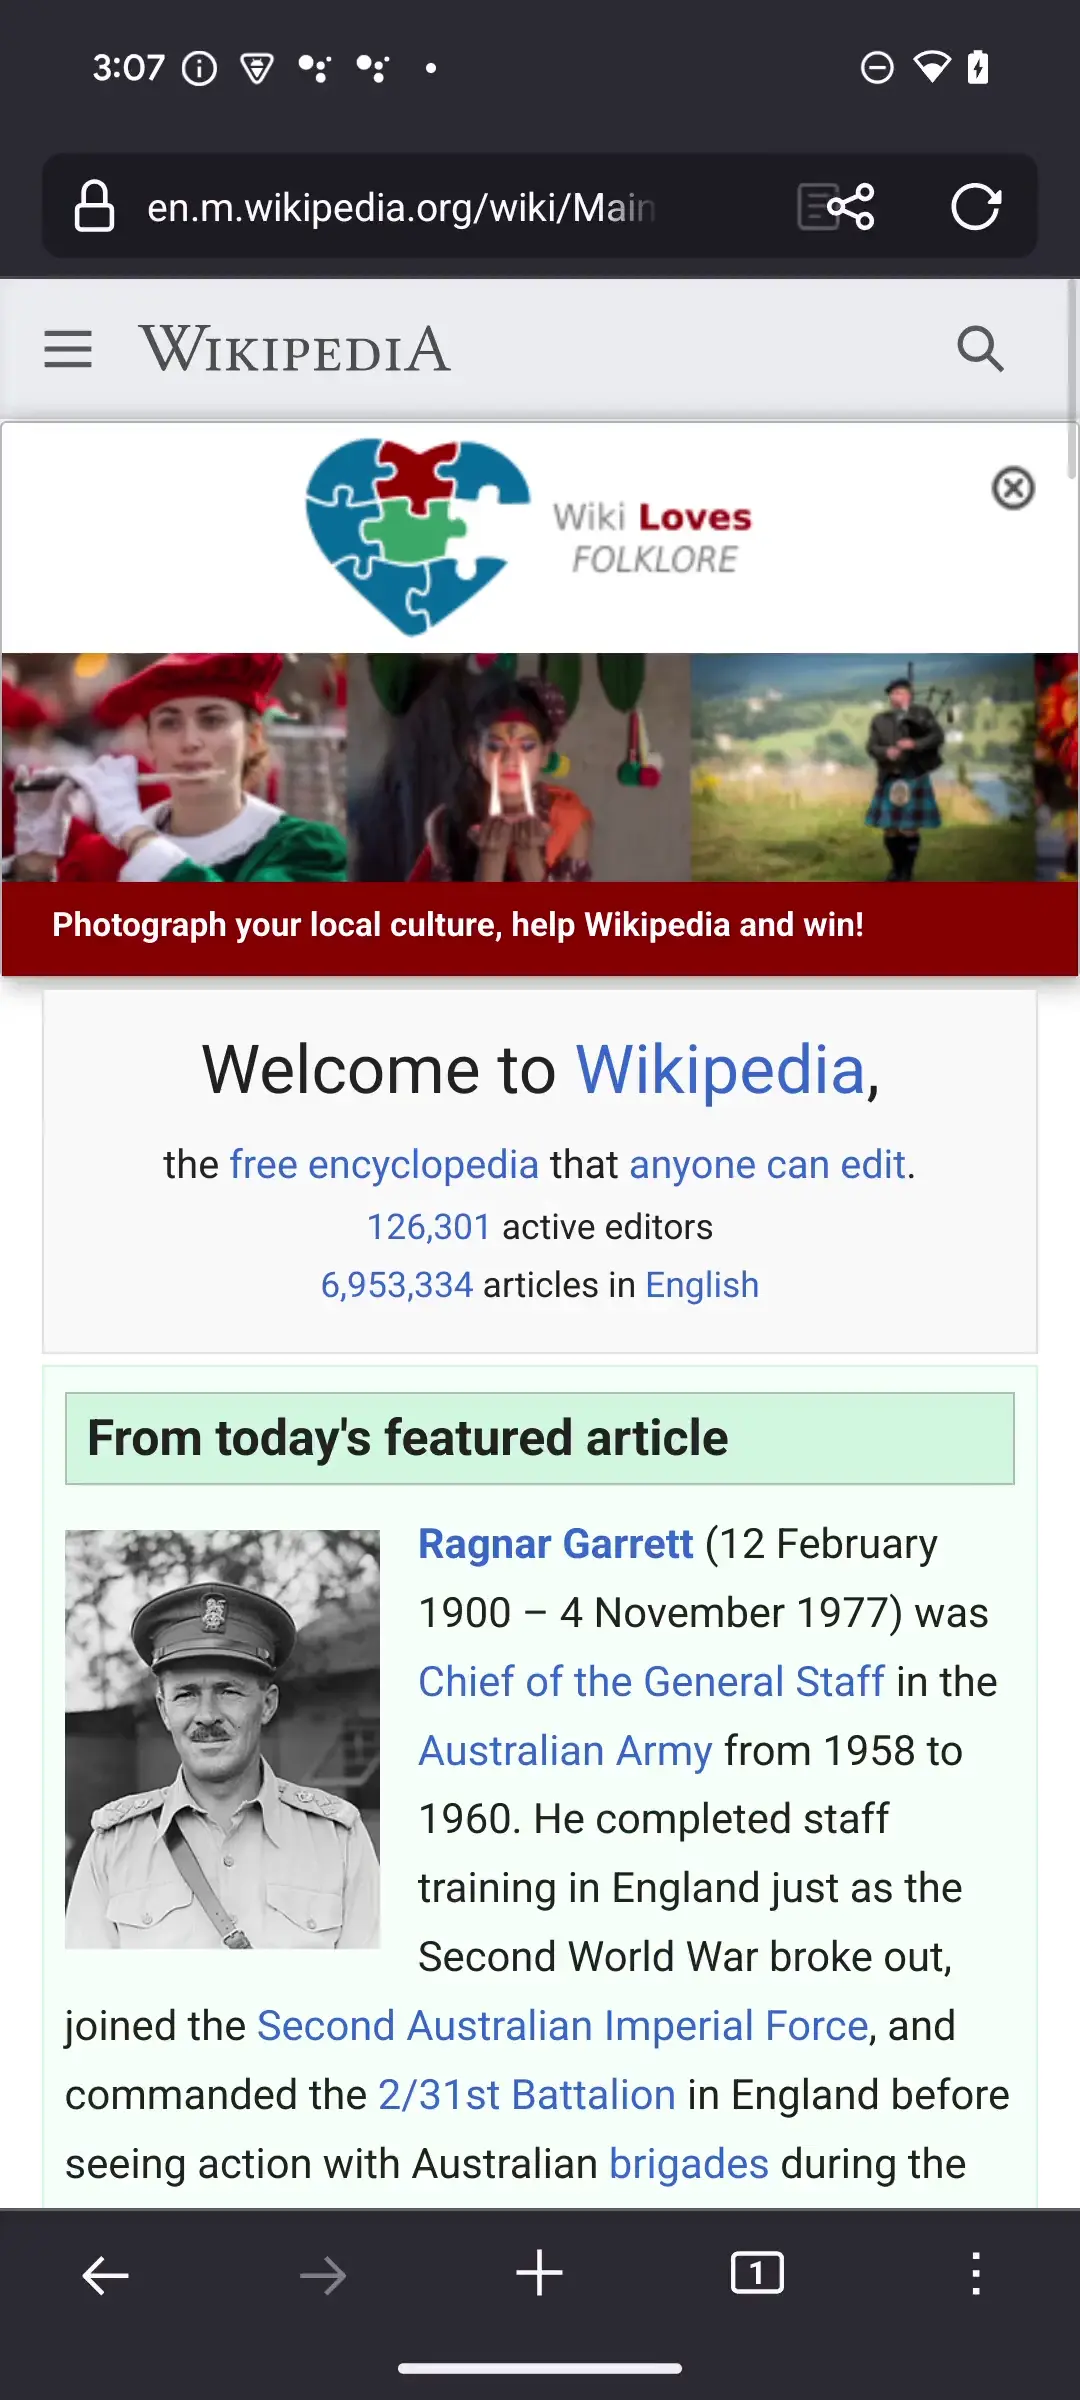 3:07
en.m.wikipedia.org/wiki/Main
WIKIPEDIA
Wiki Loves
FOLKLORE
Photograph your local culture, help Wikipedia and win!
Welcome to Wikipedia,
the free encyclopedia that anyone can edit.
126,301 active editors
6,953,334 articles in English
From today's featured article
Ragnar Garrett (12 February
1900 – 4 November 1977) was
Chief of the General Staff in the
Australian Army from 1958 to
1960. He completed staff
training in England just as the
Second World War broke out,
joined the Second Australian Imperial Force, and
commanded the 2/31st Battalion in England before
seeing action with Australian brigades during the
1